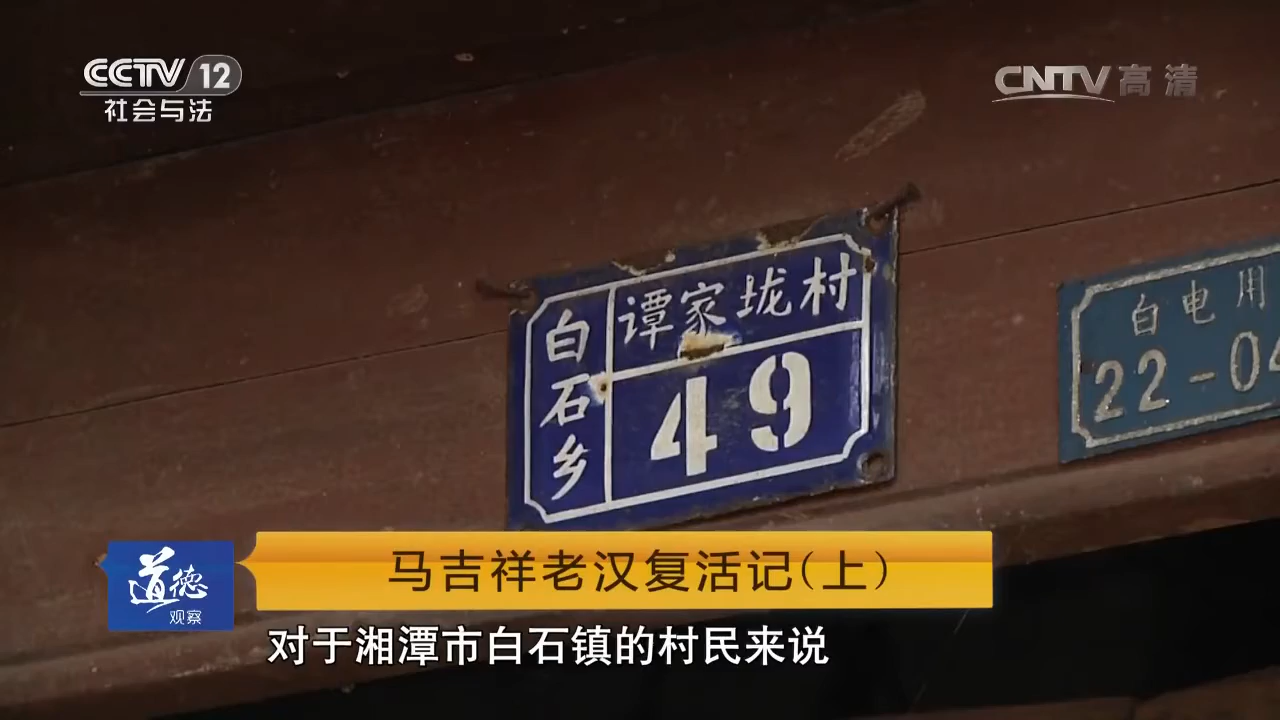 CCTV 12
社会与法
CNTV高清
白石乡
谭家垅村
49
白电用
22-04
马吉祥老汉复活记(上)
道德
观察
对于湘潭市白石镇的村民来说